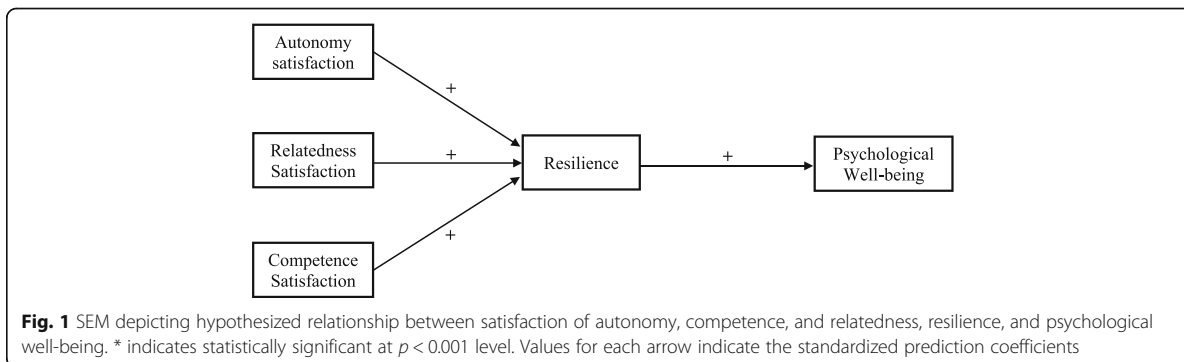 Autonomy
satisfaction
+
Relatedness
Satisfaction
+
Resilience
+
Psychological
Well-being
+
Competence
Satisfaction
Fig. 1 SEM depicting hypothesized relationship between satisfaction of autonomy, competence, and relatedness, resilience, and psychological
well-being. * indicates statistically significant at p < 0.001 level. Values for each arrow indicate the standardized prediction coefficients